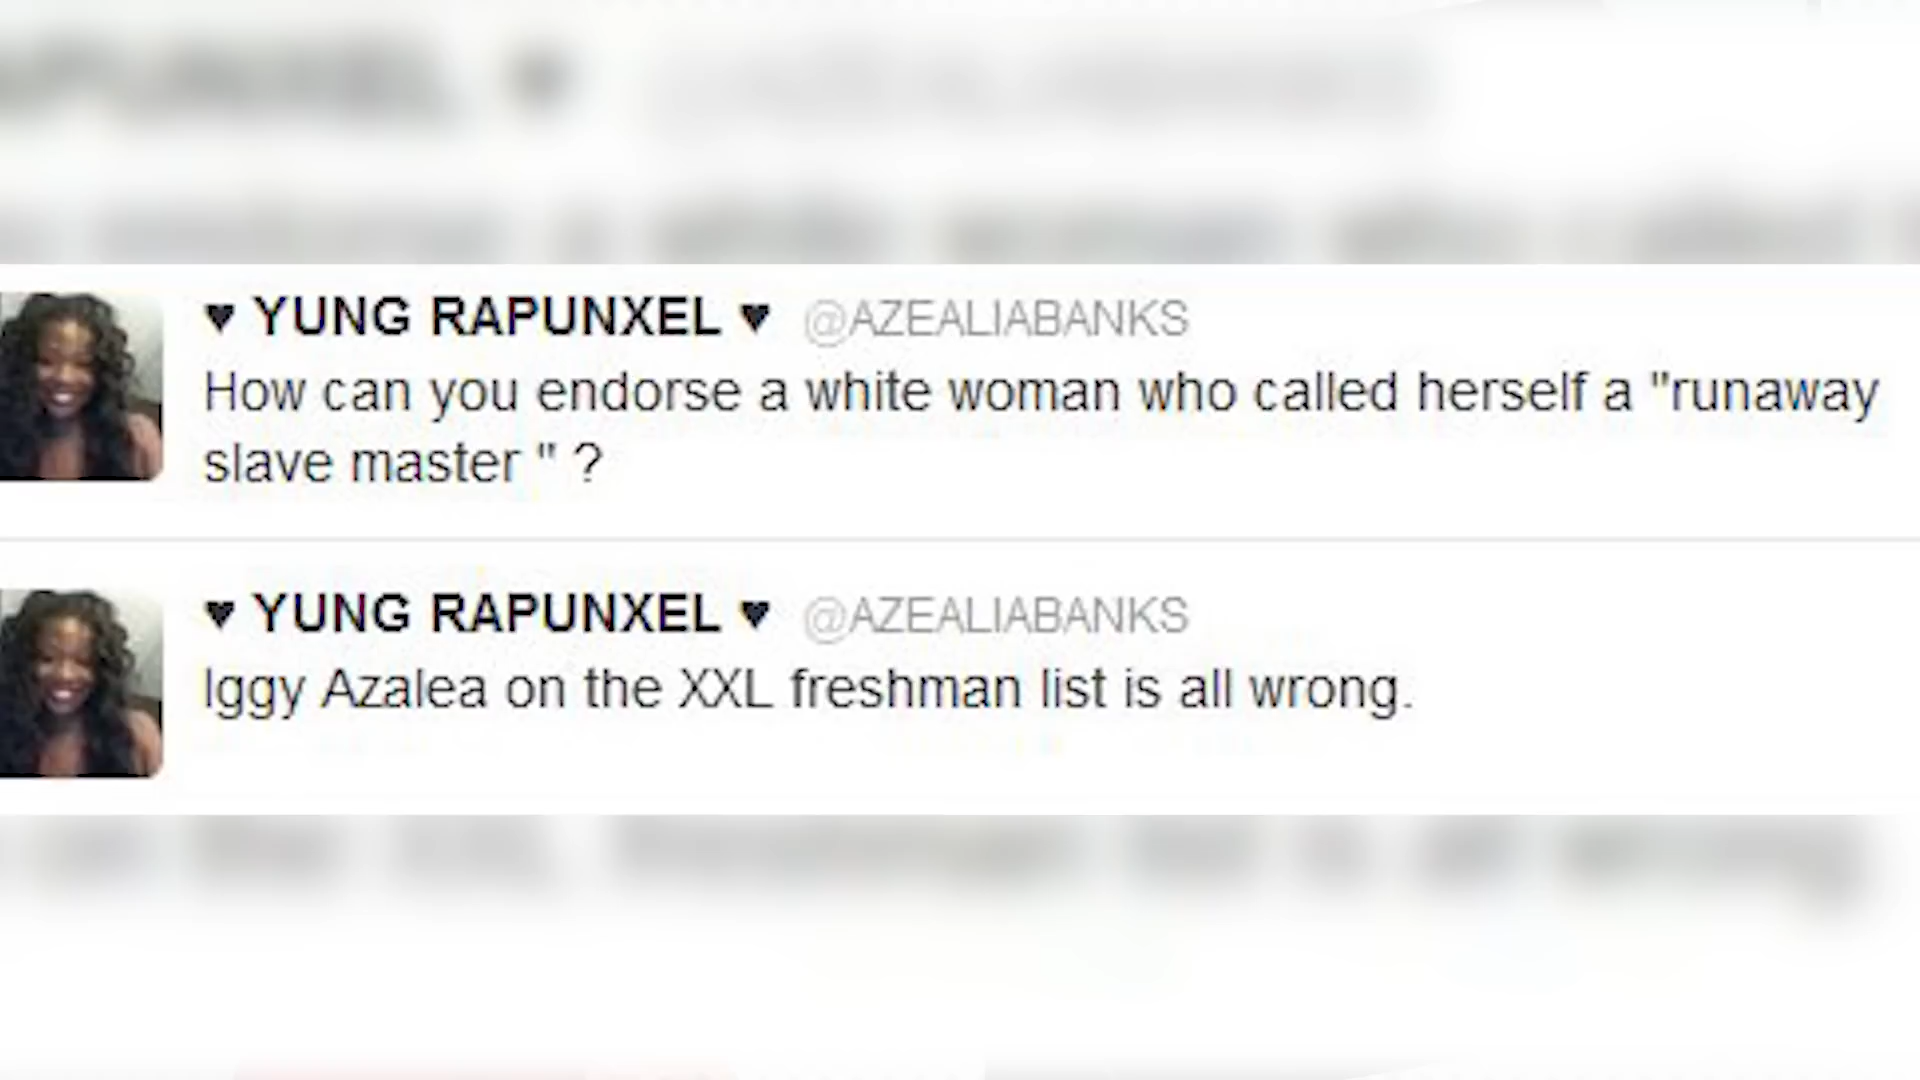 ♥ YUNG RAPUNXEL ♥ @AZEALIABANKS
How can you endorse a white woman who called herself a "runaway
slave master " ?
♥ YUNG RAPUNXEL ♥ @AZEALIABANKS
Iggy Azalea on the XXL freshman list is all wrong.